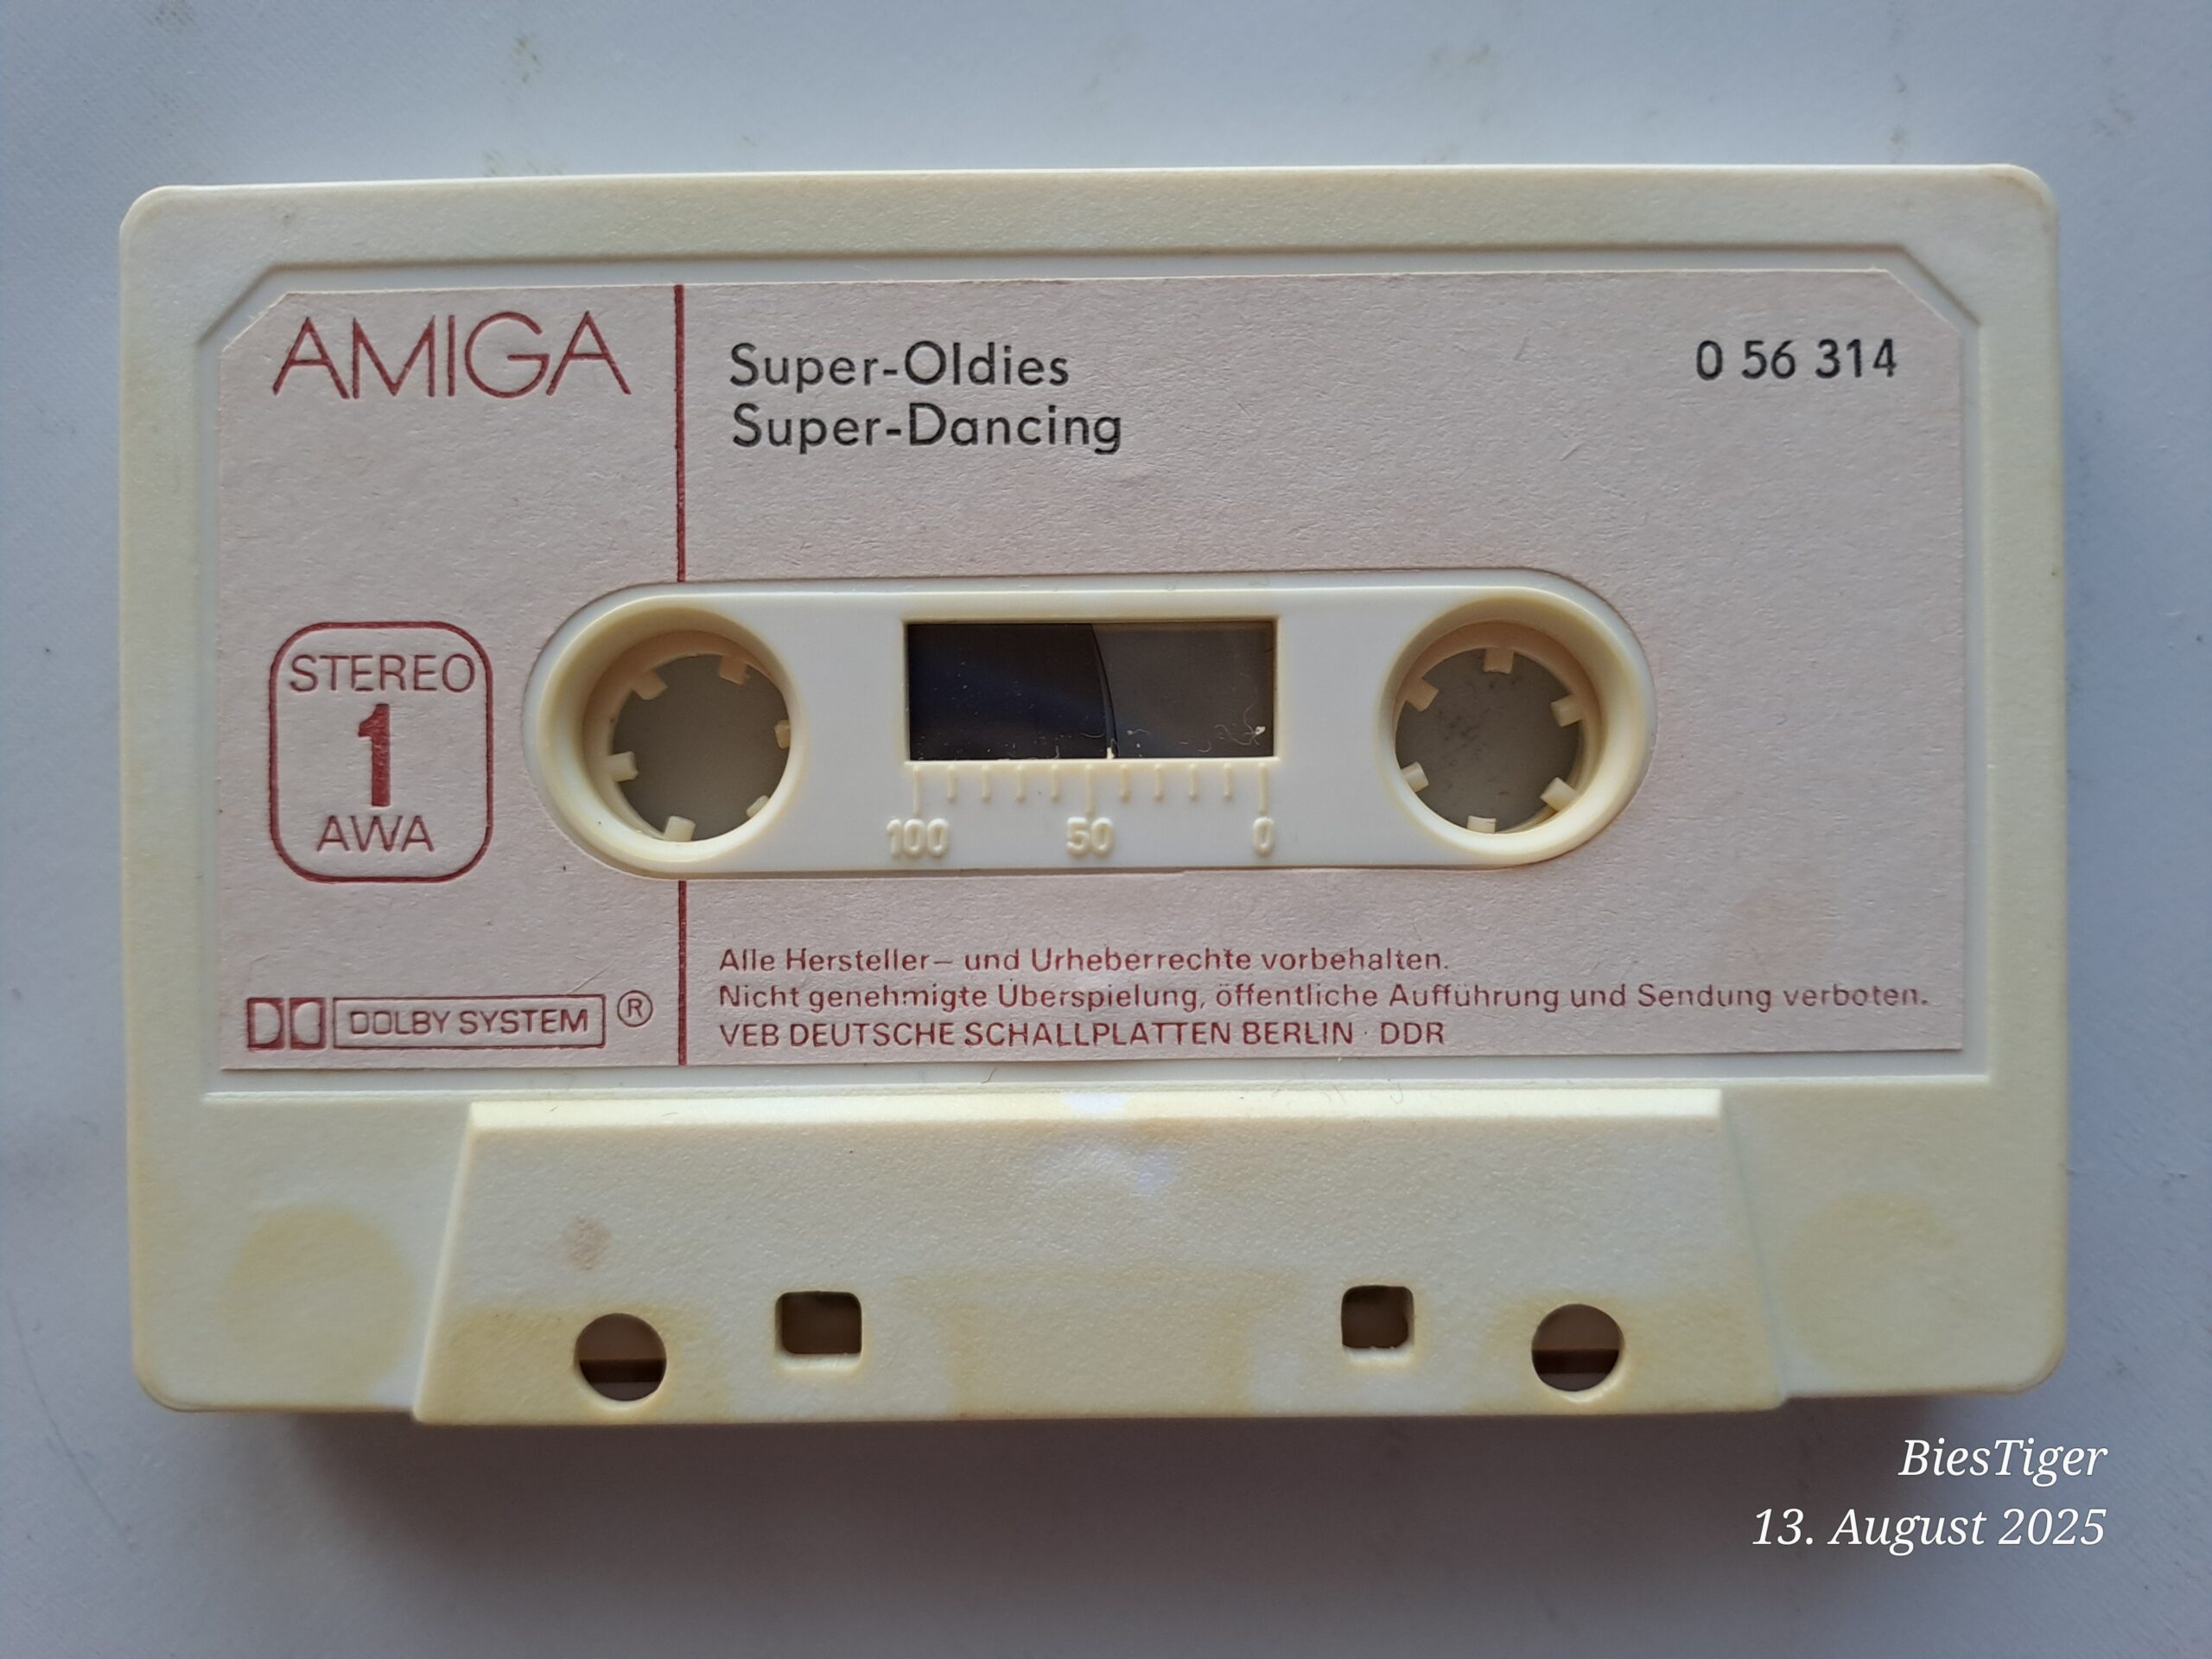 AMIGA
Super-Oldies
Super-Dancing
0 56 314
STEREO
1
AWA
100 50 0
DOLBY SYSTEM ®
Alle Hersteller– und Urheberrechte vorbehalten.
Nicht genehmigte Überspielung, öffentliche Aufführung und Sendung verboten.
VEB DEUTSCHE SCHALLPLATTEN BERLIN · DDR
BiesTiger
13. August 2025